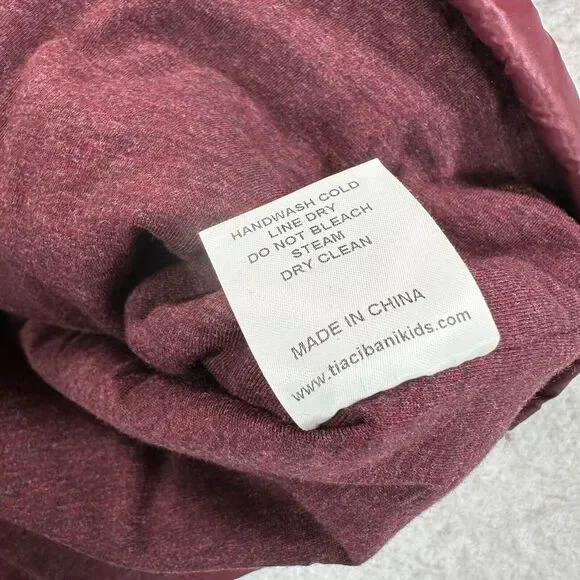 HANDWASH COLD
LINE DRY
DO NOT BLEACH
STEAM
DRY CLEAN
MADE IN CHINA
www.tiacibanikids.com